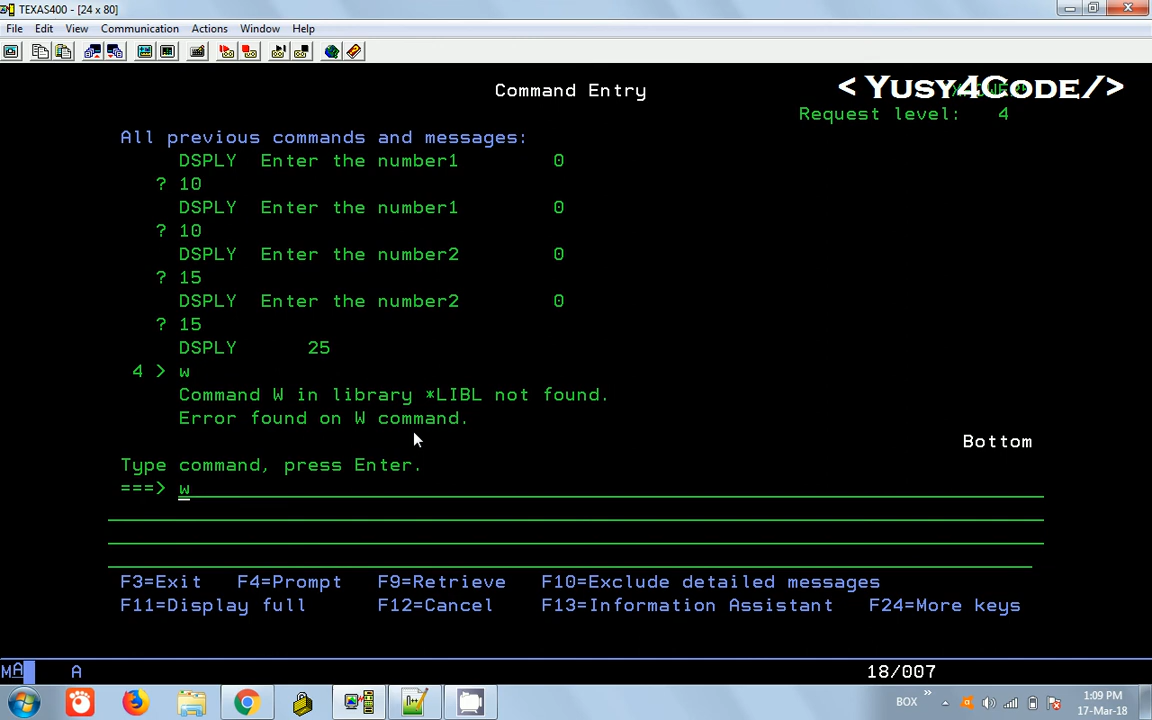 TEXAS400 - [24 x 80]
File Edit View Communication Actions Window Help
Command Entry
< Yusy4Code/>
Request level: 4
All previous commands and messages:
DSPLY Enter the number1 0
? 10
DSPLY Enter the number1 0
? 10
DSPLY Enter the number2 0
? 15
DSPLY Enter the number2 0
? 15
DSPLY 25
4 > w
Command W in library *LIBL not found.
Error found on W command.
Bottom
Type command, press Enter.
===> w
F3=Exit F4=Prompt F9=Retrieve F10=Exclude detailed messages
F11=Display full F12=Cancel F13=Information Assistant F24=More keys
MA A 18/007
BOX 1:09 PM
17-Mar-18